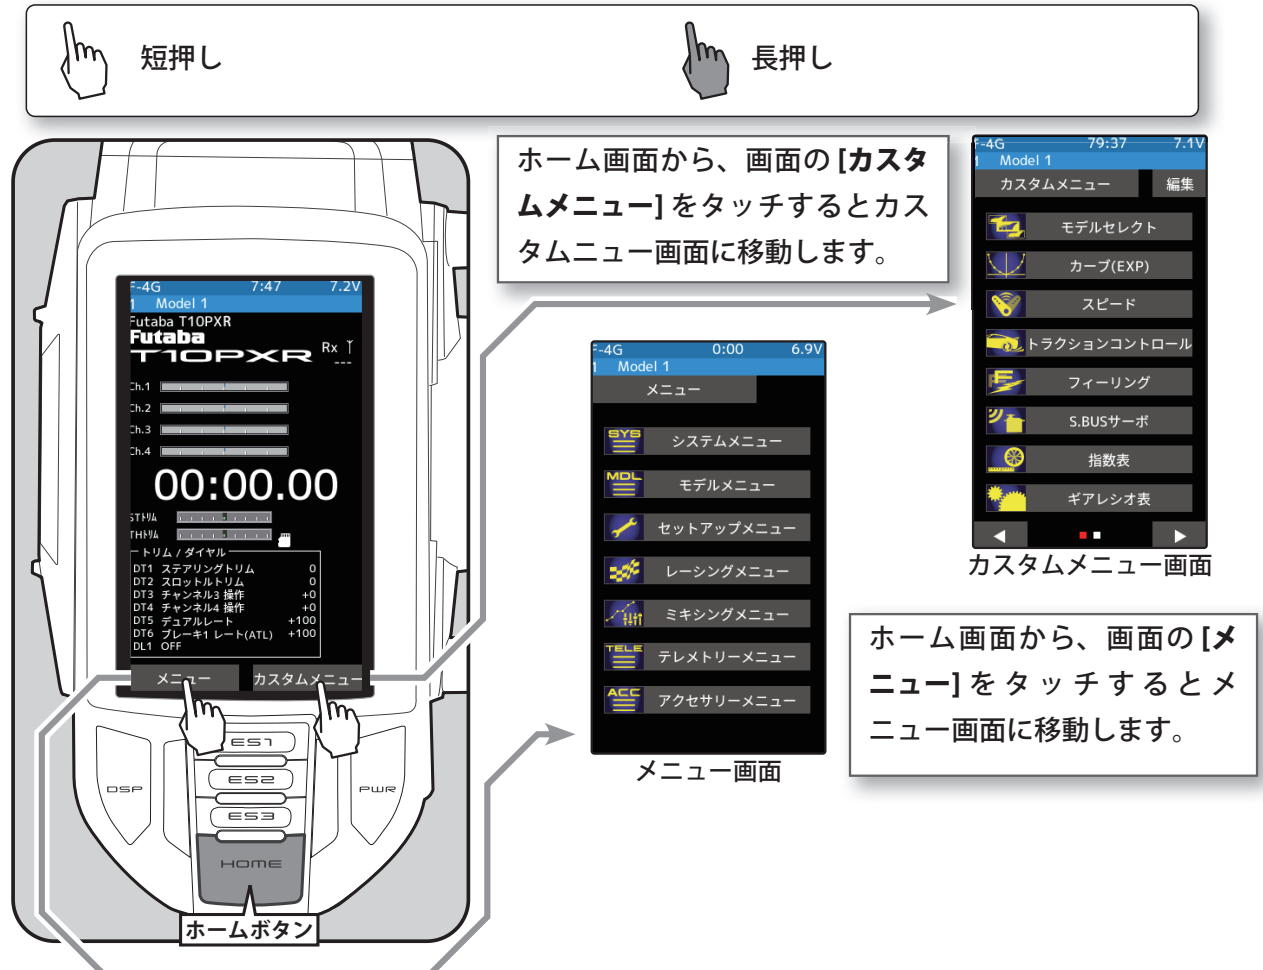 短押し
長押し
ホーム画面から、画面の [カスタ
ムメニュー] をタッチするとカス
タムニュー画面に移動します。
F-4G 7:47 7.2V
1 Model 1
Futaba T10PXR
Futaba
T10PXR
Rx
---
Ch.1
Ch.2
Ch.3
Ch.4
00:00.00
STﾄﾘﾑ
THﾄﾘﾑ
トリム / ダイヤル
DT1 ステアリングトリム 0
DT2 スロットルトリム 0
DT3 チャンネル3 操作 +0
DT4 チャンネル4 操作 +0
DT5 デュアルレート +100
DT6 ブレーキ1 レート(ATL) +100
DL1 OFF
メニュー
カスタムメニュー
ES1
ES2
ES3
DSP
PWR
HOME
ホームボタン
F-4G 0:00 6.9V
1 Model 1
メニュー
SYS システムメニュー
MDL モデルメニュー
セットアップメニュー
レーシングメニュー
ミキシングメニュー
TELE テレメトリーメニュー
ACC アクセサリーメニュー
メニュー画面
F-4G 79:37 7.1V
1 Model 1
カスタムメニュー 編集
モデルセレクト
カーブ(EXP)
スピード
トラクションコントロール
フィーリング
S.BUSサーボ
指数表
ギアレシオ表
カスタムメニュー画面
ホーム画面から、画面の [メ
ニュー] をタッチするとメ
ニュー画面に移動します。